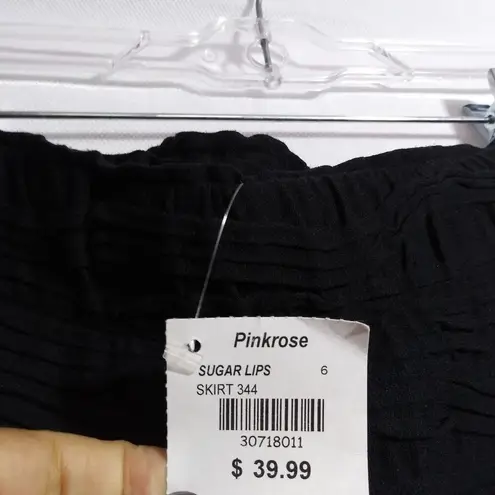 Pinkrose
SUGAR LIPS 6
SKIRT 344
30718011
$ 39.99